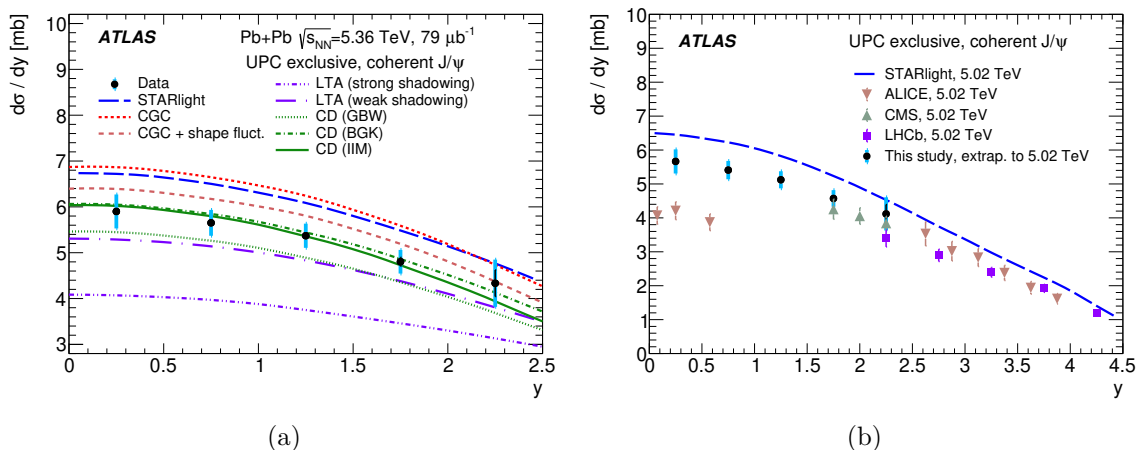 dσ / dy [mb]
10
9
8
7
6
5
4
3
ATLAS
Pb+Pb √sNN=5.36 TeV, 79 μb⁻¹
UPC exclusive, coherent J/ψ
Data
STARlight
CGC
CGC + shape fluct.
LTA (strong shadowing)
LTA (weak shadowing)
CD (GBW)
CD (BGK)
CD (IIM)
0 0.5 1 1.5 2 2.5
y
(a)
dσ / dy [mb]
10
9
8
7
6
5
4
3
2
1
0
ATLAS
UPC exclusive, coherent J/ψ
STARlight, 5.02 TeV
ALICE, 5.02 TeV
CMS, 5.02 TeV
LHCb, 5.02 TeV
This study, extrap. to 5.02 TeV
0 0.5 1 1.5 2 2.5 3 3.5 4 4.5
y
(b)